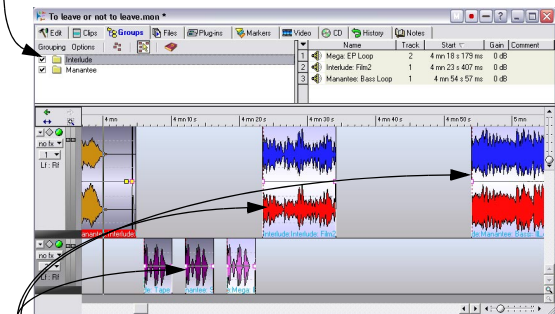 To leave or not to leave.mon *
Edit Clips Groups Files Plug-ins Markers Video CD History Notes
Grouping Options
Interlude
Manantee
Name Track Start Gain Comment
1 Mega: EP Loop 2 4 mn 18 s 179 ms 0 dB
2 Interlude: Film2 1 4 mn 23 s 407 ms 0 dB
3 Manantee: Bass Loop 1 4 mn 54 s 57 ms 0 dB
4 mn 4 mn 10 s 4 mn 20 s 4 mn 30 s 4 mn 40 s 4 mn 50 s 5 mn
no fx
1
Lf : Rf
Interlude:Interlude: Film2
no fx
Lf : Rf